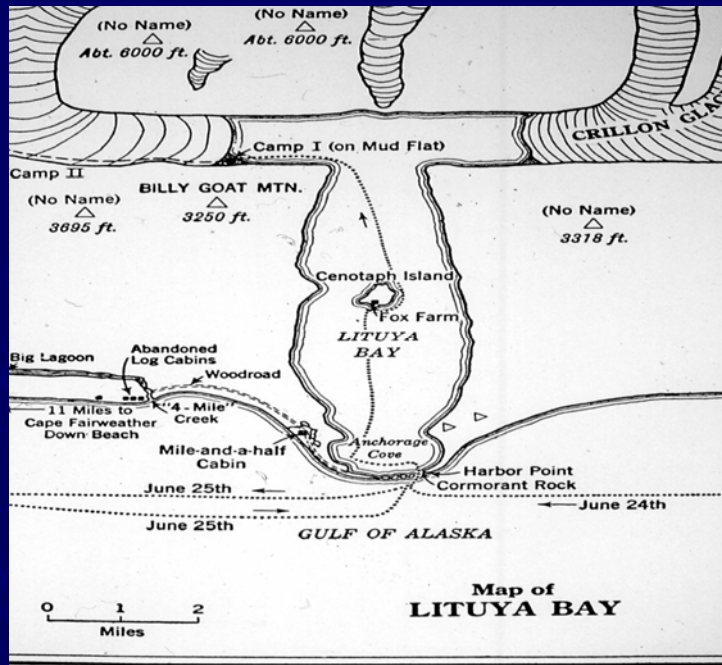 (No Name)
Abt. 6000 ft.
(No Name)
Abt. 6000 ft.
CRILLON
Camp I (on Mud Flat)
Camp II
BILLY GOAT MTN.
3250 ft.
(No Name)
3695 ft.
(No Name)
3318 ft.
Cenotaph Island
Fox Farm
LITUYA
BAY
Big Lagoon
Abandoned
Log Cabins
Woodroad
11 Miles to
Cape Fairweather
Down Beach
"4-Mile"
Creek
Mile-and-a-half
Cabin
Anchorage
Cove
Harbor Point
Cormorant Rock
June 25th
June 24th
June 25th
GULF OF ALASKA
Map of
LITUYA BAY
0 1 2
Miles